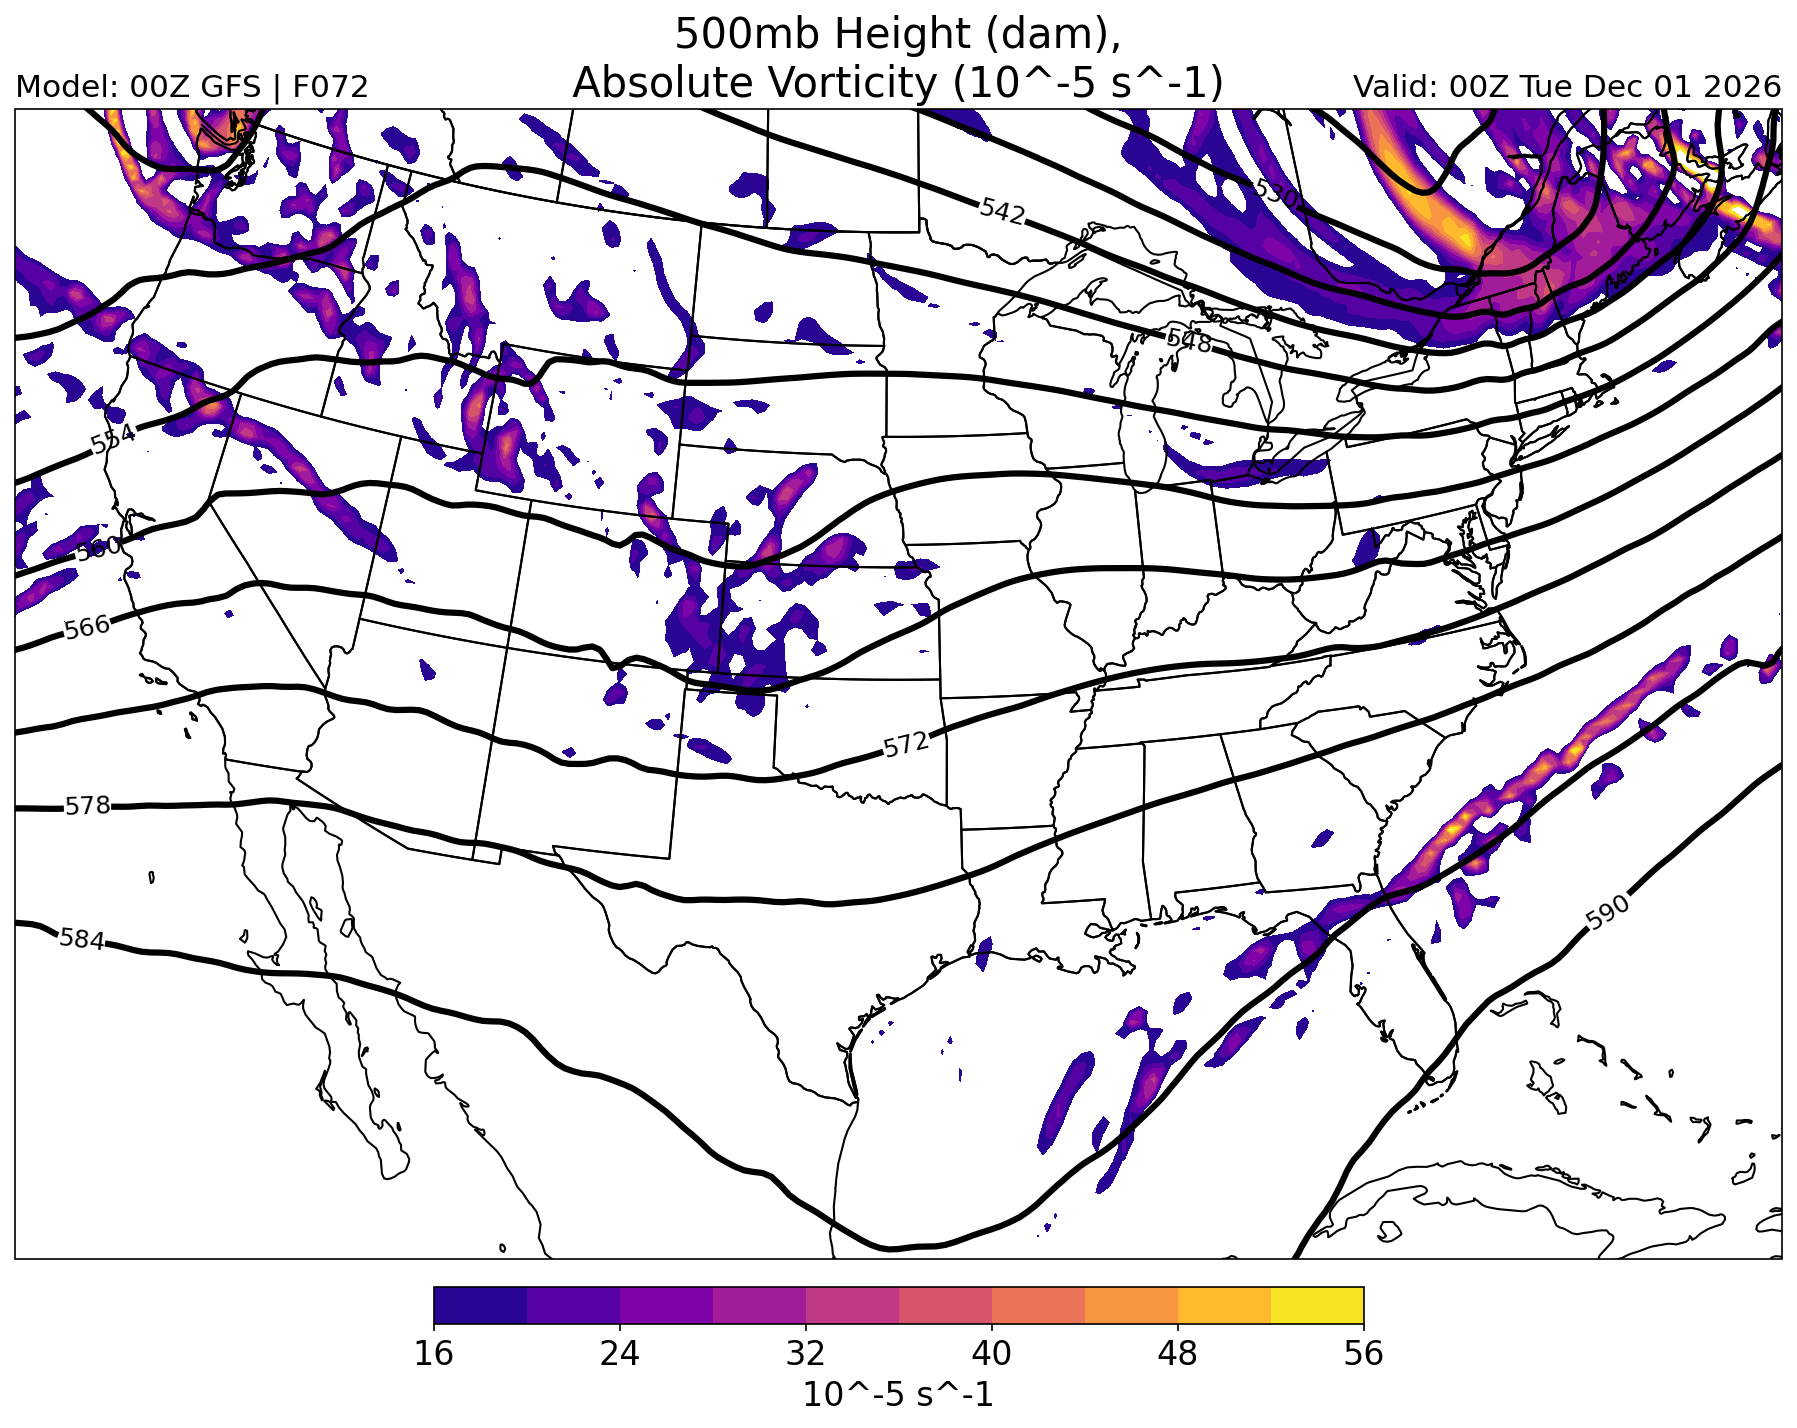 500mb Height (dam),
Absolute Vorticity (10^-5 s^-1)
Model: 00Z GFS | F072
Valid: 00Z Tue Dec 01 2026
530
542
548
554
560
566
572
578
584
590
16 24 32 40 48 56
10^-5 s^-1